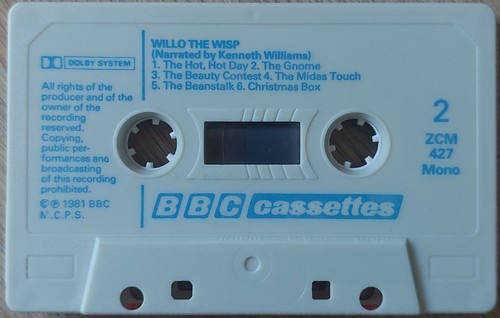 WILLO THE WISP
(Narrated by Kenneth Williams)
1. The Hot, Hot Day 2. The Gnome
3. The Beauty Contest 4. The Midas Touch
5. The Beanstalk 6. Christmas Box
DOLBY SYSTEM
All rights of the
producer and of the
owner of the
recording
reserved.
Copying,
public per-
formances and
broadcasting
of this recording
prohibited.
©℗ 1981 BBC
M.C.P.S.
2
ZCM
427
Mono
BBC cassettes